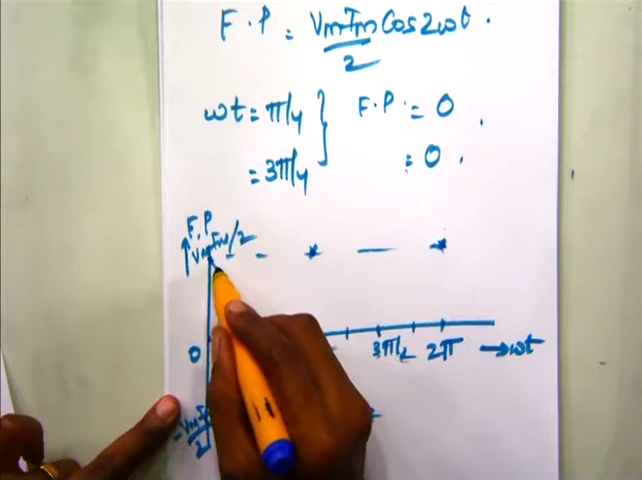 F.P = VmIm/2 Cos2ωt.
ωt = π/4 } F.P. = 0.
= 3π/4 = 0.
F.P
VmIm/2
0 3π/2 2π → ωt